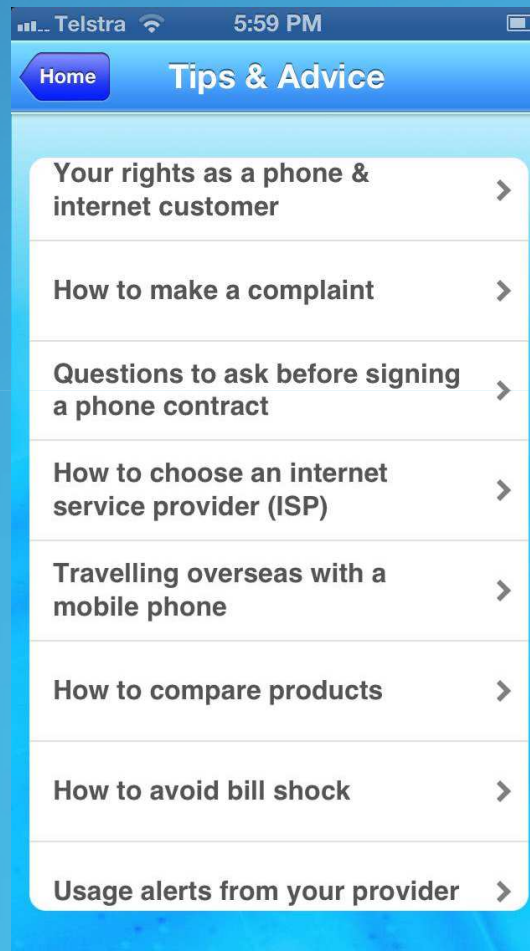 Telstra 5:59 PM
Home Tips & Advice
Your rights as a phone &
internet customer
How to make a complaint
Questions to ask before signing
a phone contract
How to choose an internet
service provider (ISP)
Travelling overseas with a
mobile phone
How to compare products
How to avoid bill shock
Usage alerts from your provider